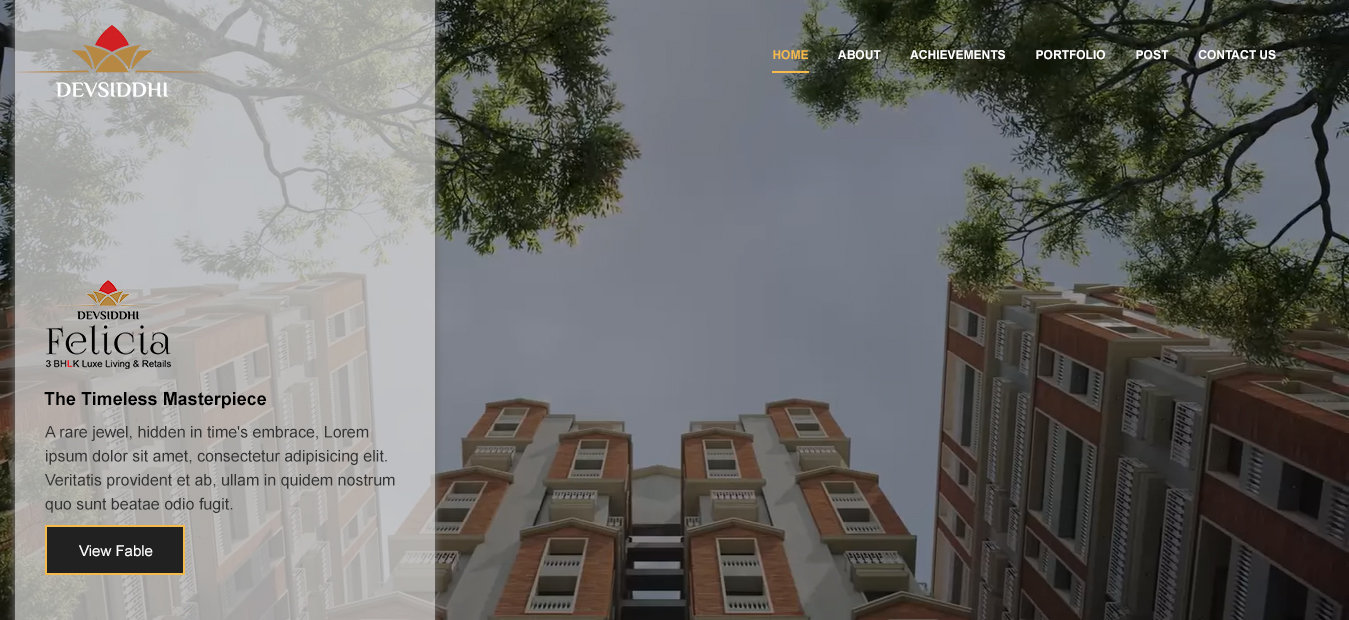 DEVSIDDHI
HOME ABOUT ACHIEVEMENTS PORTFOLIO POST CONTACT US
DEVSIDDHI
Felicia
3 BHLK Luxe Living & Retails
The Timeless Masterpiece
A rare jewel, hidden in time's embrace, Lorem
ipsum dolor sit amet, consectetur adipisicing elit.
Veritatis provident et ab, ullam in quidem nostrum
quo sunt beatae odio fugit.
View Fable